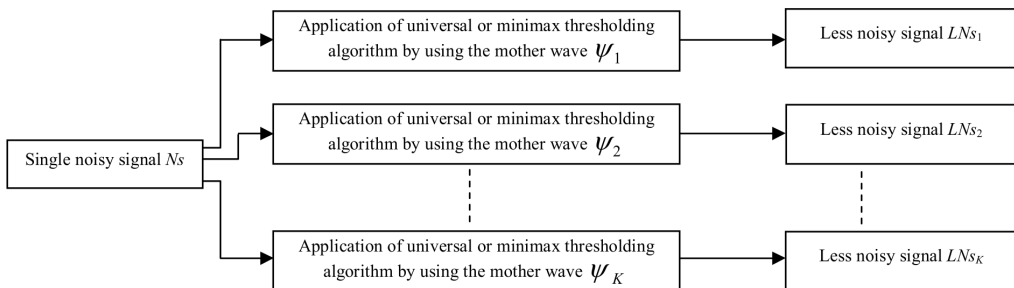 Single noisy signal Ns
Application of universal or minimax thresholding
algorithm by using the mother wave ψ₁
Less noisy signal LNs₁
Application of universal or minimax thresholding
algorithm by using the mother wave ψ₂
Less noisy signal LNs₂
Application of universal or minimax thresholding
algorithm by using the mother wave ψ_K
Less noisy signal LNs_K